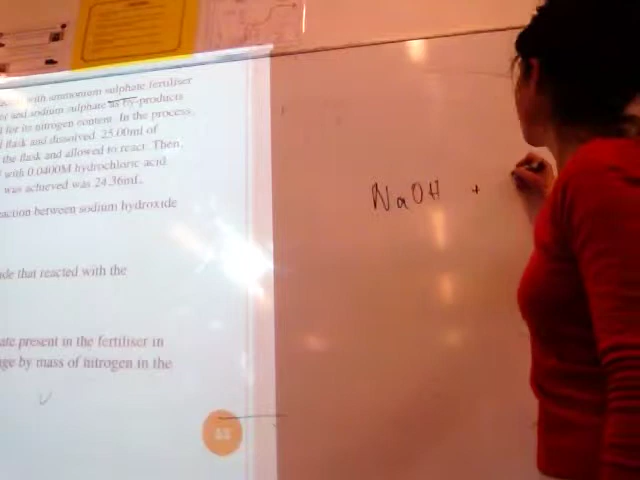 with ammonium sulphate fertiliser
er and sodium sulphate as by-products
d for its nitrogen content. In the process,
l flask and dissolved. 25.00ml of
the flask and allowed to react. Then,
with 0.0400M hydrochloric acid.
was achieved was 24.36mL.
eaction between sodium hydroxide
ide that reacted with the
ate present in the fertiliser in
ge by mass of nitrogen in the
NaOH +